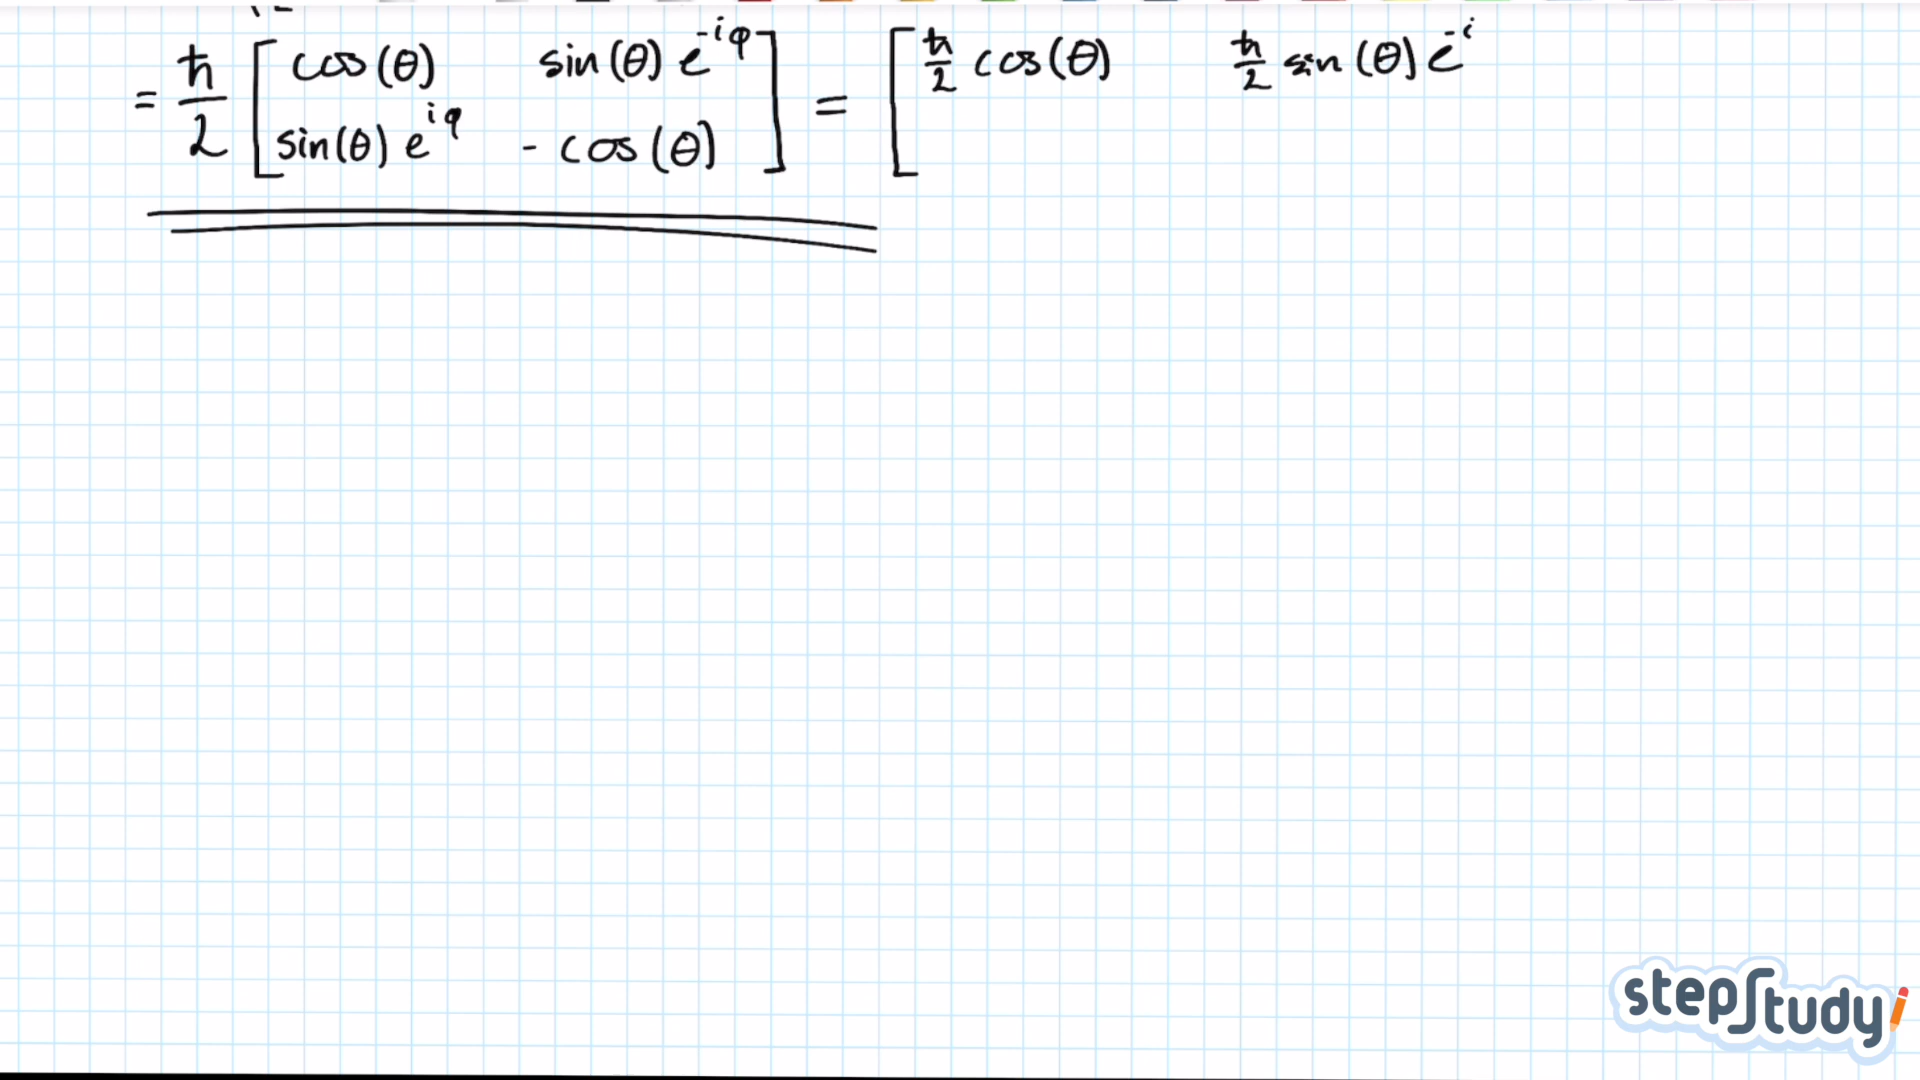 = ħ/2 [ cos(θ) sin(θ) e^-iφ ; sin(θ) e^iφ - cos(θ) ] = [ ħ/2 cos(θ) ħ/2 sin(θ) e^-i
stepStudy